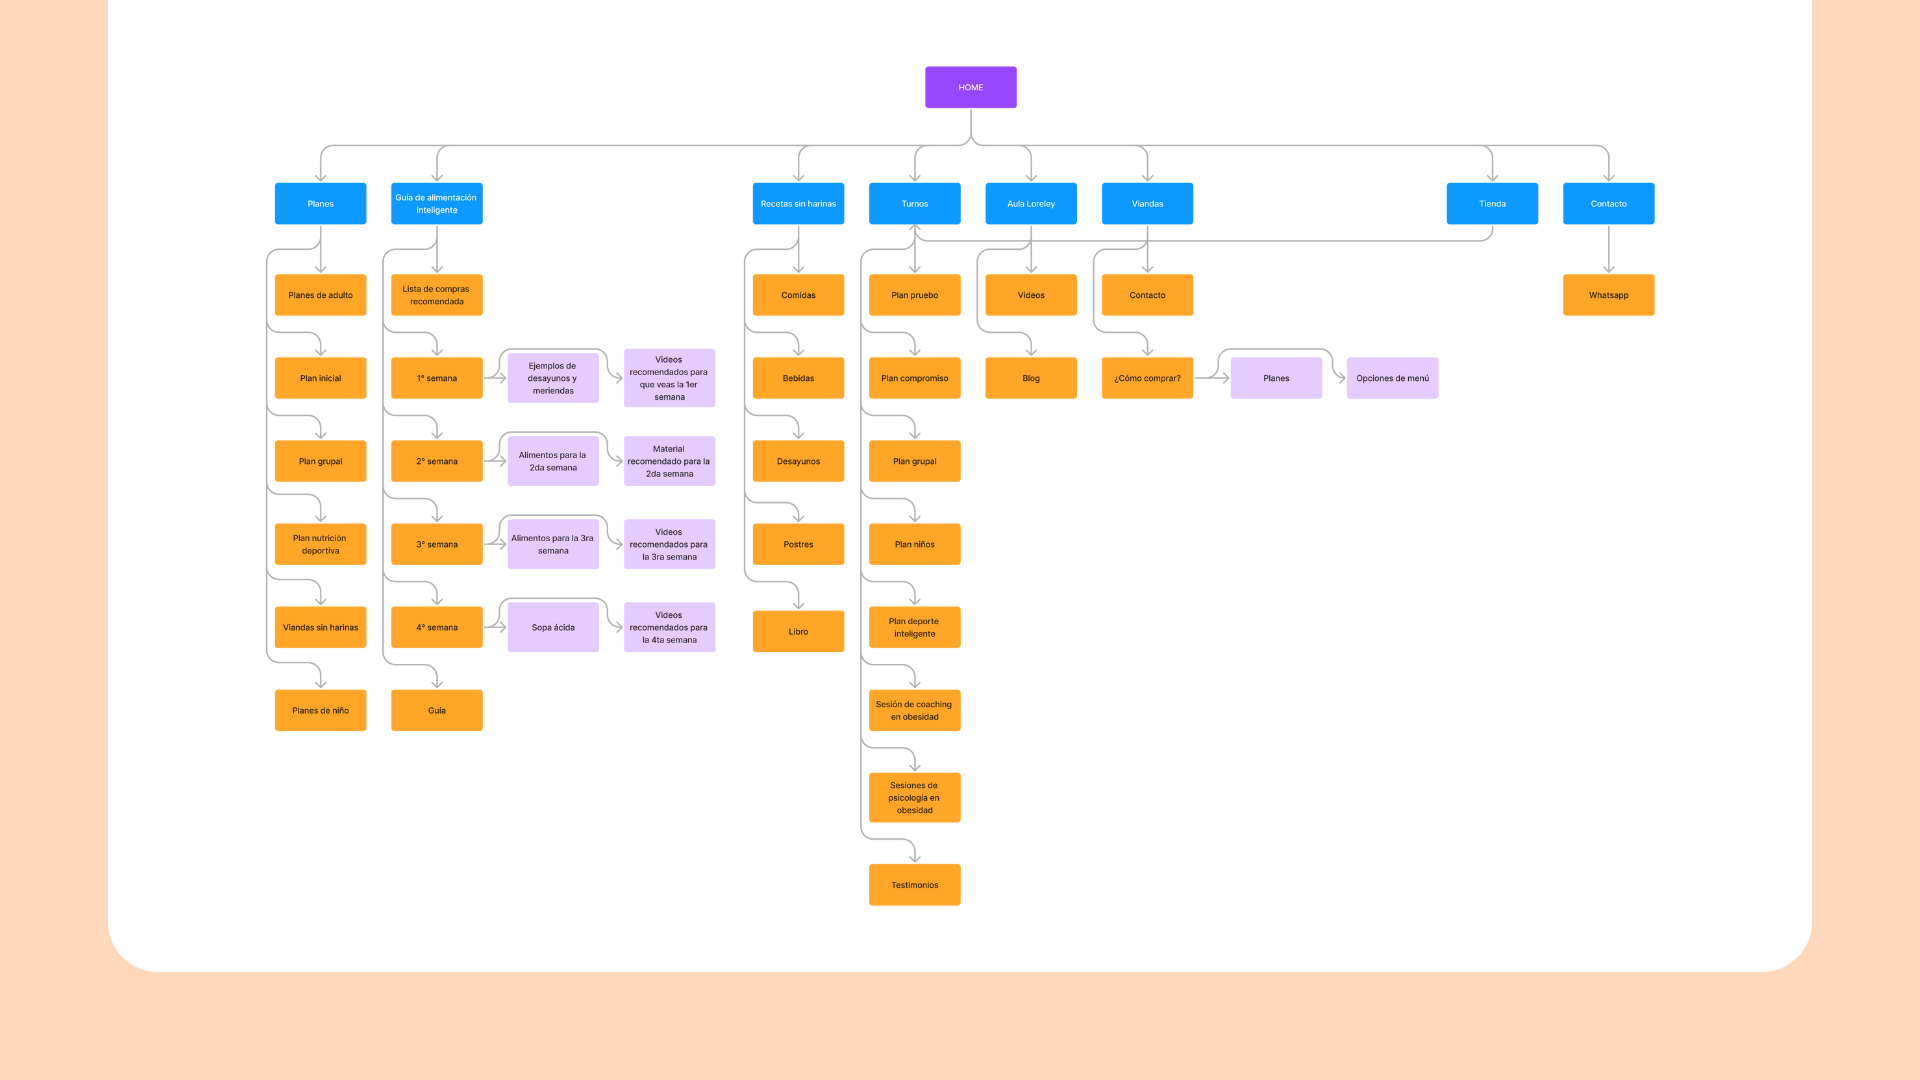 HOME
Planes
Guía de alimentación
inteligente
Recetas sin harinas
Turnos
Aula Loreley
Viandas
Tienda
Contacto
Planes de adulto
Lista de compras
recomendada
Comidas
Plan pruebo
Videos
Contacto
Whatsapp
Plan inicial
1° semana
Ejemplos de
desayunos y
meriendas
Videos
recomendados para
que veas la 1er
semana
Bebidas
Plan compromiso
Blog
¿Cómo comprar?
Planes
Opciones de menú
Plan grupal
2° semana
Alimentos para la
2da semana
Material
recomendado para la
2da semana
Desayunos
Plan grupal
Plan nutrición
deportiva
3° semana
Alimentos para la 3ra
semana
Videos
recomendados para
la 3ra semana
Postres
Plan niños
Viandas sin harinas
4° semana
Sopa ácida
Videos
recomendados para
la 4ta semana
Libro
Plan deporte
inteligente
Planes de niño
Guía
Sesión de coaching
en obesidad
Sesiones de
psicología en
obesidad
Testimonios